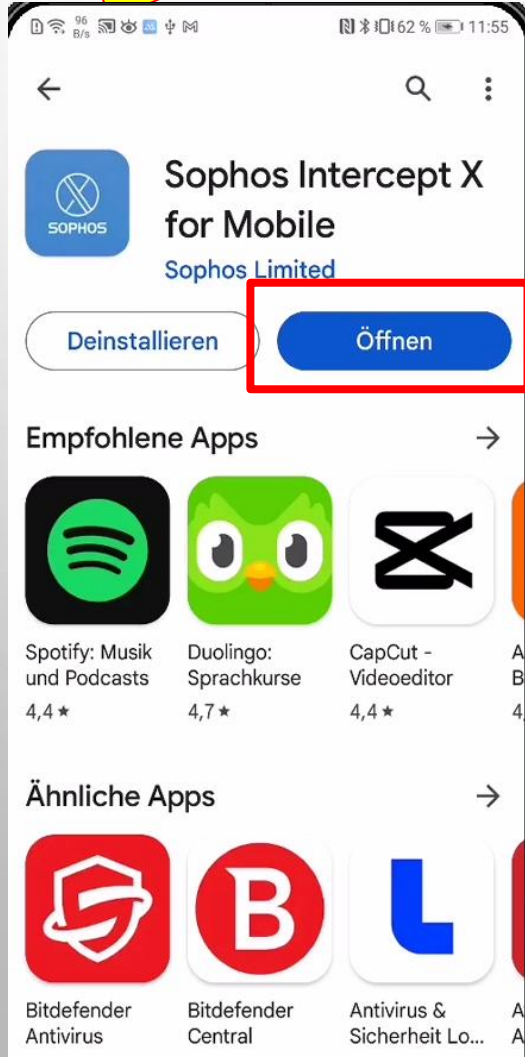 96
B/s
62 %
11:55
SOPHOS
Sophos Intercept X
for Mobile
Sophos Limited
Deinstallieren
Öffnen
Empfohlene Apps
Spotify: Musik
und Podcasts
4,4 ★
Duolingo:
Sprachkurse
4,7 ★
CapCut -
Videoeditor
4,4 ★
Ähnliche Apps
B
L
Bitdefender
Antivirus
Bitdefender
Central
Antivirus &
Sicherheit Lo...